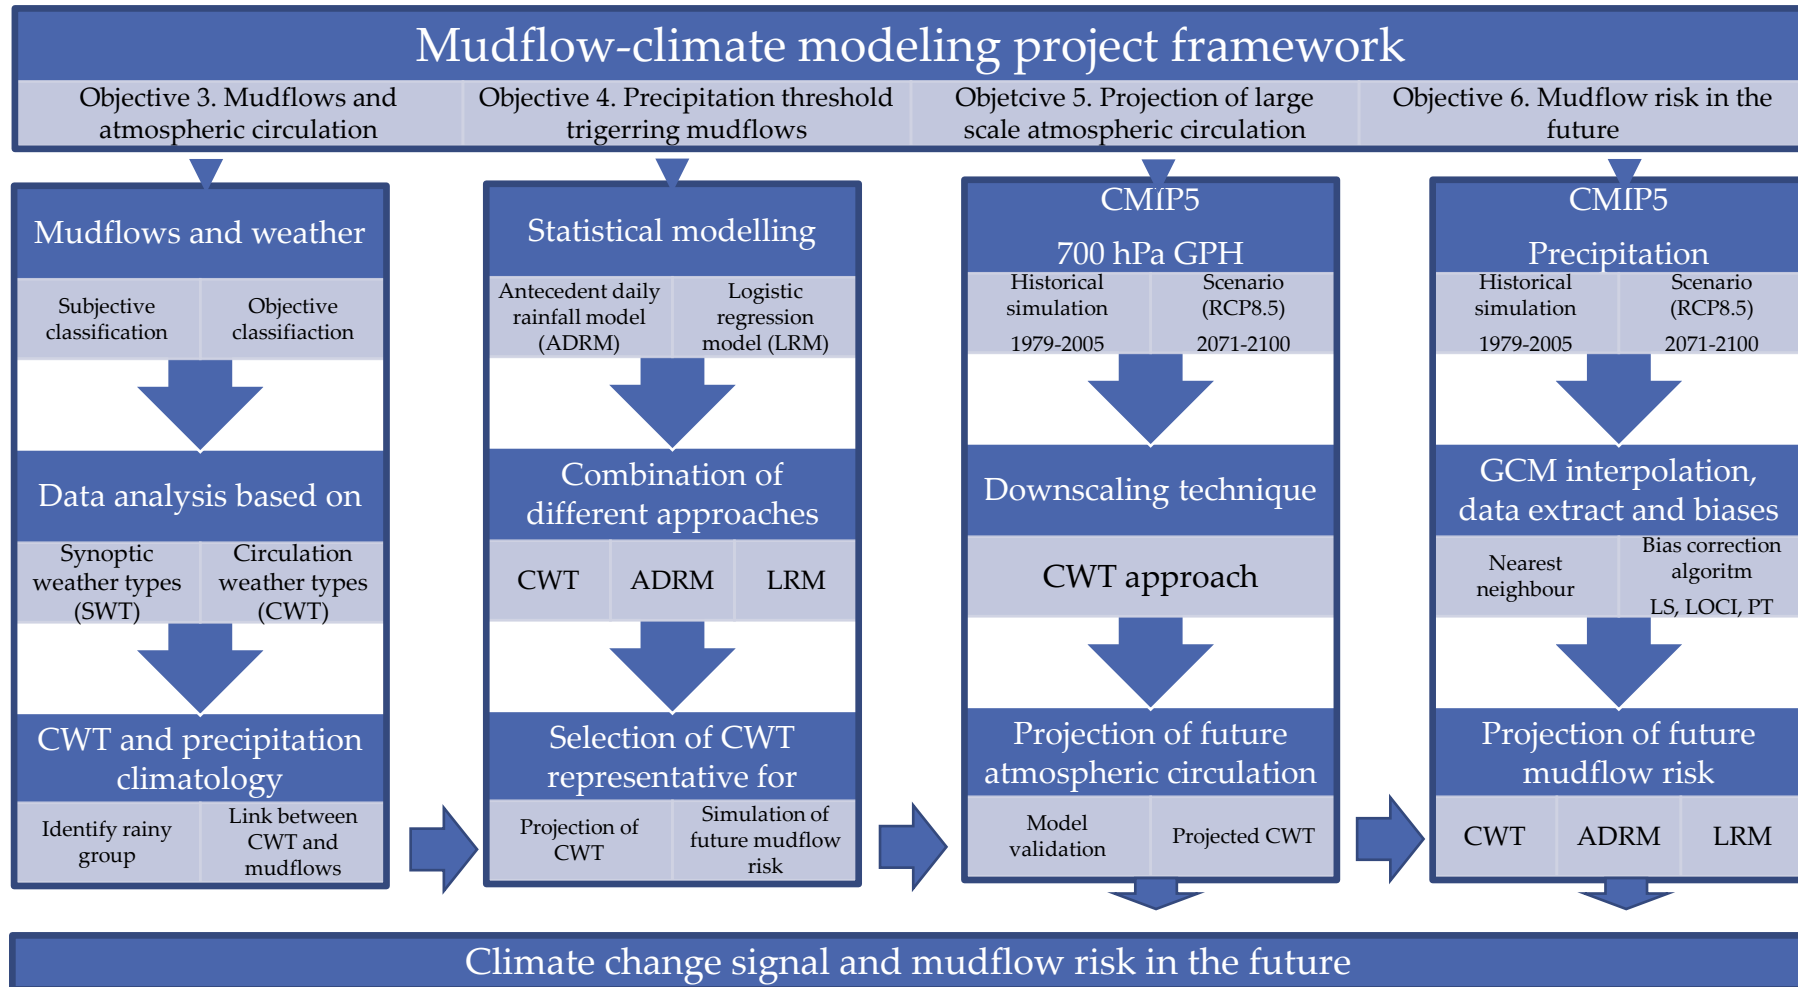 Mudflow-climate modeling project framework
Objective 3. Mudflows and
atmospheric circulation
Objective 4. Precipitation threshold
trigerring mudflows
Objetcive 5. Projection of large
scale atmospheric circulation
Objective 6. Mudflow risk in the
future
Mudflows and weather
Subjective
classification
Objective
classifiaction
Data analysis based on
Synoptic
weather types
(SWT)
Circulation
weather types
(CWT)
CWT and precipitation
climatology
Identify rainy
group
Link between
CWT and
mudflows
Statistical modelling
Antecedent daily
rainfall model
(ADRM)
Logistic
regression
model (LRM)
Combination of
different approaches
CWT
ADRM
LRM
Selection of CWT
representative for
Projection of
CWT
Simulation of
future mudflow
risk
CMIP5
700 hPa GPH
Historical
simulation
1979-2005
Scenario
(RCP8.5)
2071-2100
Downscaling technique
CWT approach
Projection of future
atmospheric circulation
Model
validation
Projected CWT
CMIP5
Precipitation
Historical
simulation
1979-2005
Scenario
(RCP8.5)
2071-2100
GCM interpolation,
data extract and biases
Nearest
neighbour
Bias correction
algoritm
LS, LOCI, PT
Projection of future
mudflow risk
CWT
ADRM
LRM
Climate change signal and mudflow risk in the future